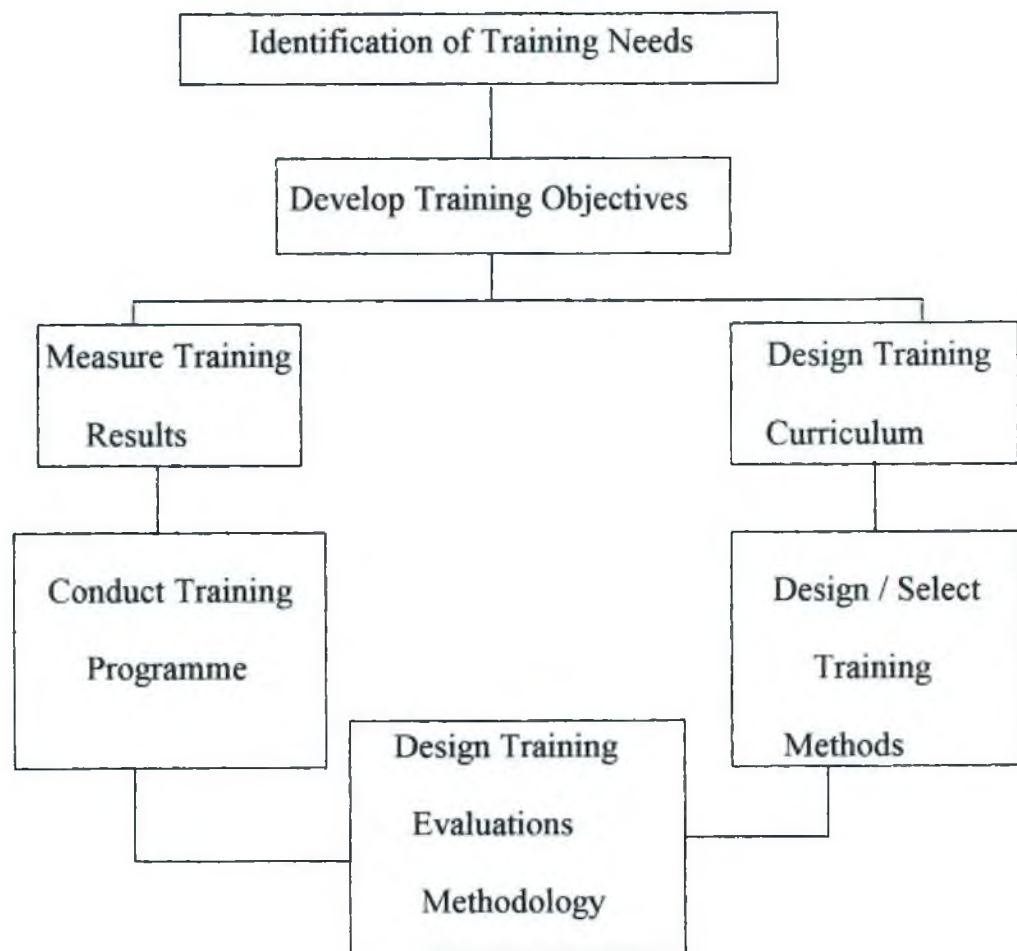 Identification of Training Needs
Develop Training Objectives
Measure Training
Results
Design Training
Curriculum
Conduct Training
Programme
Design / Select
Training
Methods
Design Training
Evaluations
Methodology